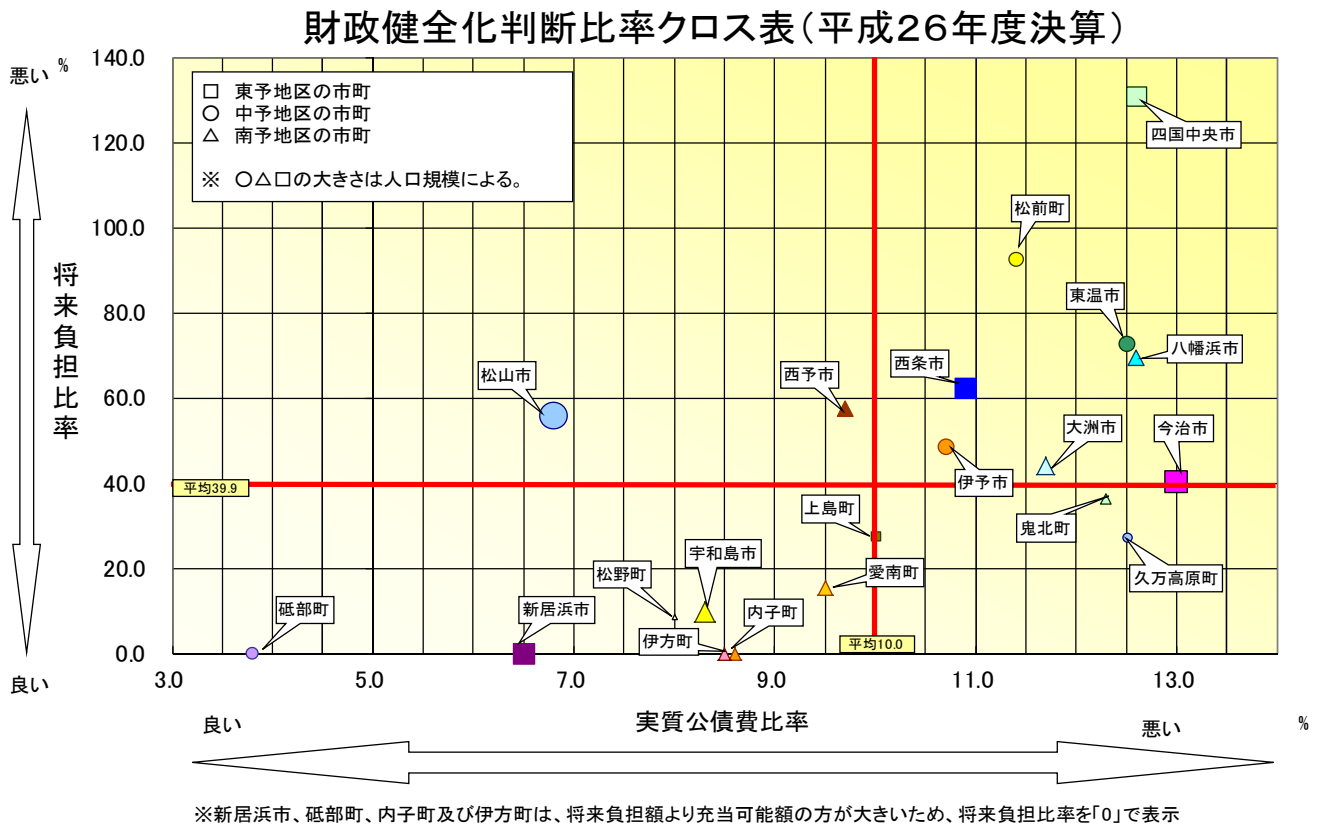 財政健全化判断比率クロス表(平成26年度決算)
悪い %
140.0
120.0
100.0
80.0
60.0
40.0
20.0
0.0
良い
将来負担比率
□ 東予地区の市町
○ 中予地区の市町
△ 南予地区の市町
※ ○△□の大きさは人口規模による。
四国中央市
松前町
東温市
八幡浜市
西条市
西予市
松山市
大洲市
今治市
伊予市
平均39.9
上島町
鬼北町
久万高原町
愛南町
宇和島市
松野町
内子町
伊方町
新居浜市
砥部町
平均10.0
3.0 5.0 7.0 9.0 11.0 13.0
良い 実質公債費比率 悪い %
※新居浜市、砥部町、内子町及び伊方町は、将来負担額より充当可能額の方が大きいため、将来負担比率を「0」で表示